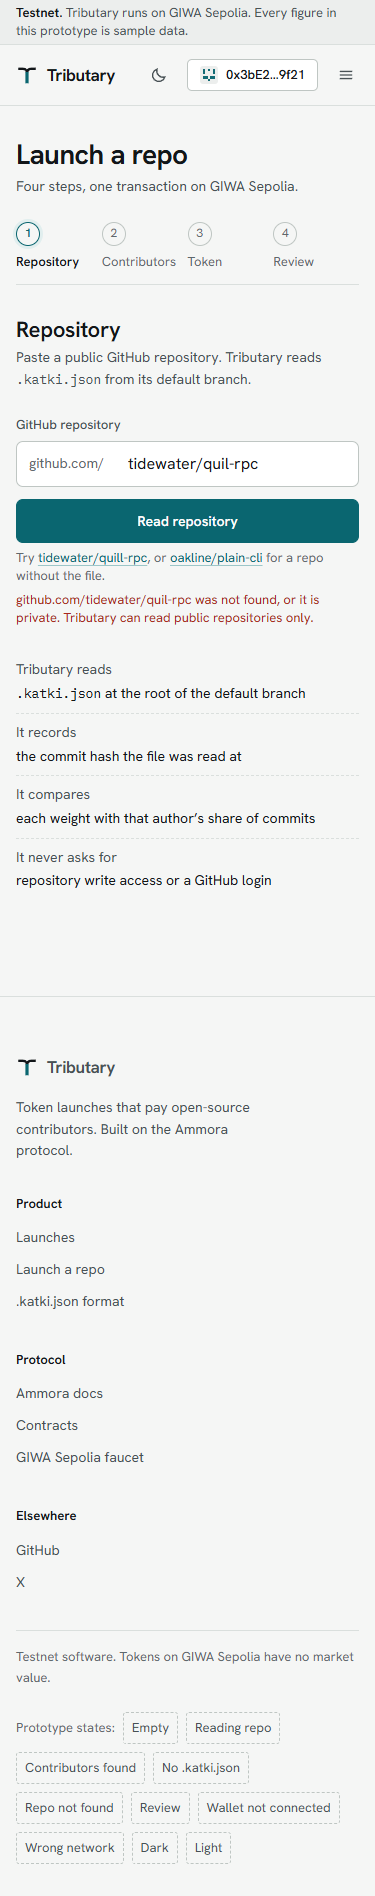 Testnet. Tributary runs on GIWA Sepolia. Every figure in
this prototype is sample data.
Tributary
0x3bE2…9f21
Launch a repo
Four steps, one transaction on GIWA Sepolia.
1
2
3
4
Repository
Contributors
Token
Review
Repository
Paste a public GitHub repository. Tributary reads
.katki.json from its default branch.
GitHub repository
github.com/ tidewater/quil-rpc
Read repository
Try tidewater/quill-rpc, or oakline/plain-cli for a repo
without the file.
github.com/tidewater/quil-rpc was not found, or it is
private. Tributary can read public repositories only.
Tributary reads
.katki.json at the root of the default branch
It records
the commit hash the file was read at
It compares
each weight with that author’s share of commits
It never asks for
repository write access or a GitHub login
Tributary
Token launches that pay open-source
contributors. Built on the Ammora
protocol.
Product
Launches
Launch a repo
.katki.json format
Protocol
Ammora docs
Contracts
GIWA Sepolia faucet
Elsewhere
GitHub
X
Testnet software. Tokens on GIWA Sepolia have no market
value.
Prototype states: Empty Reading repo
Contributors found No .katki.json
Repo not found Review Wallet not connected
Wrong network Dark Light